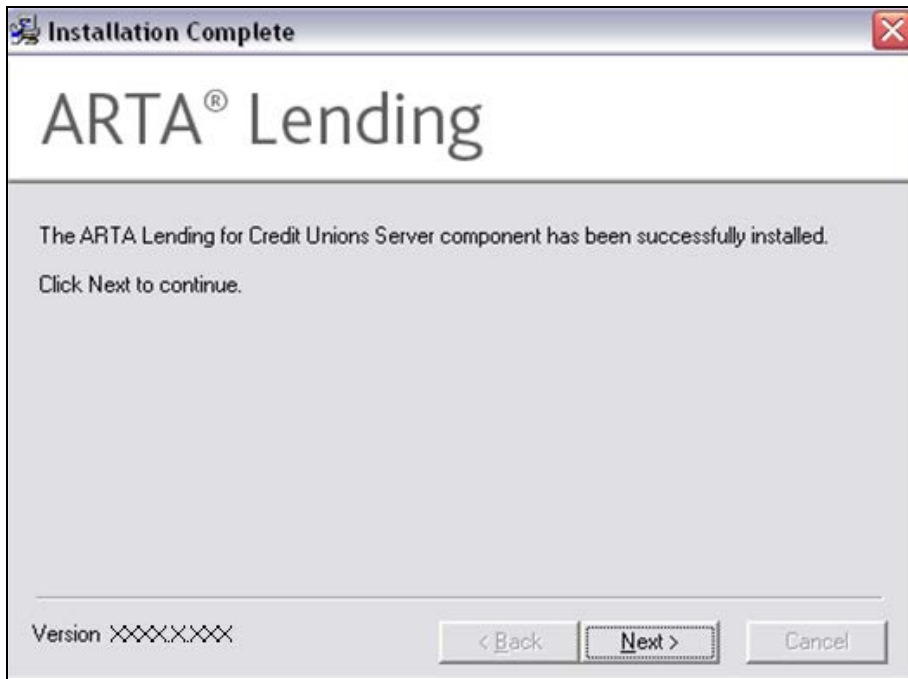 Installation Complete
ARTA® Lending
The ARTA Lending for Credit Unions Server component has been successfully installed.
Click Next to continue.
Version XXXX.X.XXX
< Back Next > Cancel